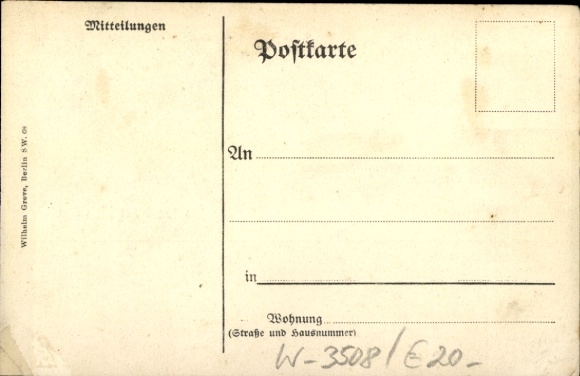 Mitteilungen
Wilhelm Greve, Berlin SW. 68
Postkarte
An
in
Wohnung
(Straße und Hausnummer)
W-3508/E20-